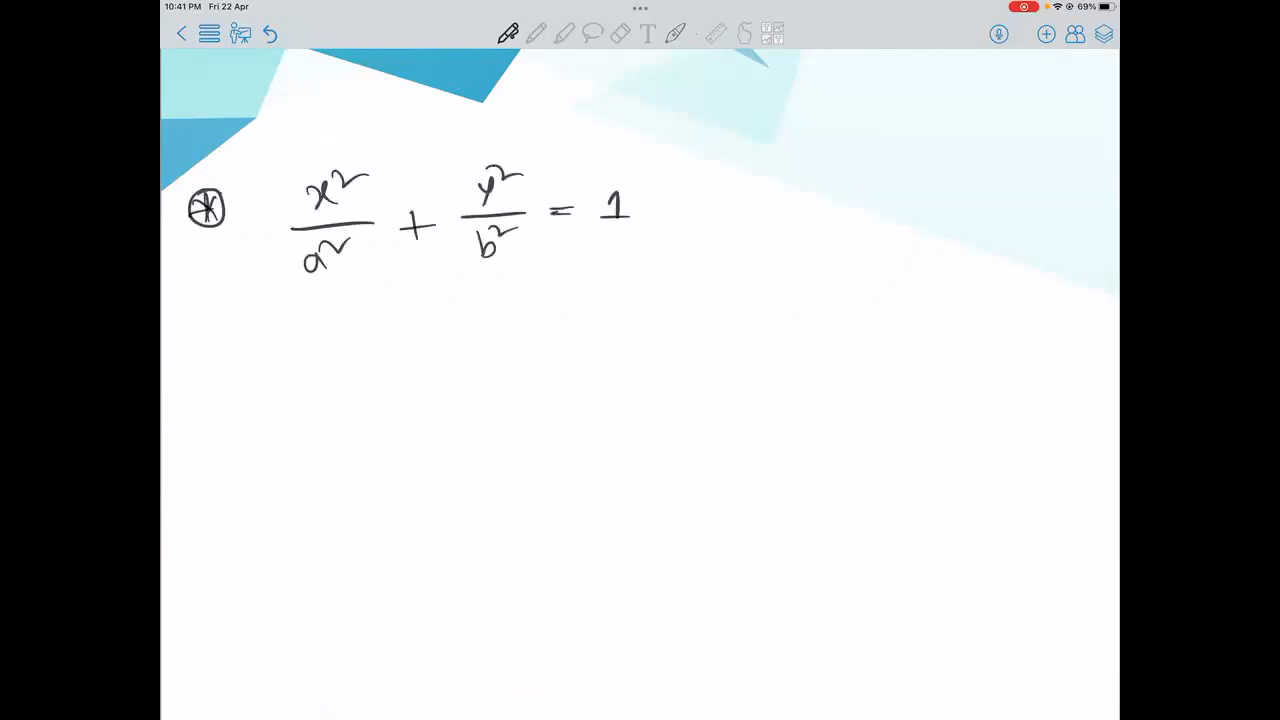 10:41 PM Fri 22 Apr 69%
T
⊛ x²/a² + y²/b² = 1